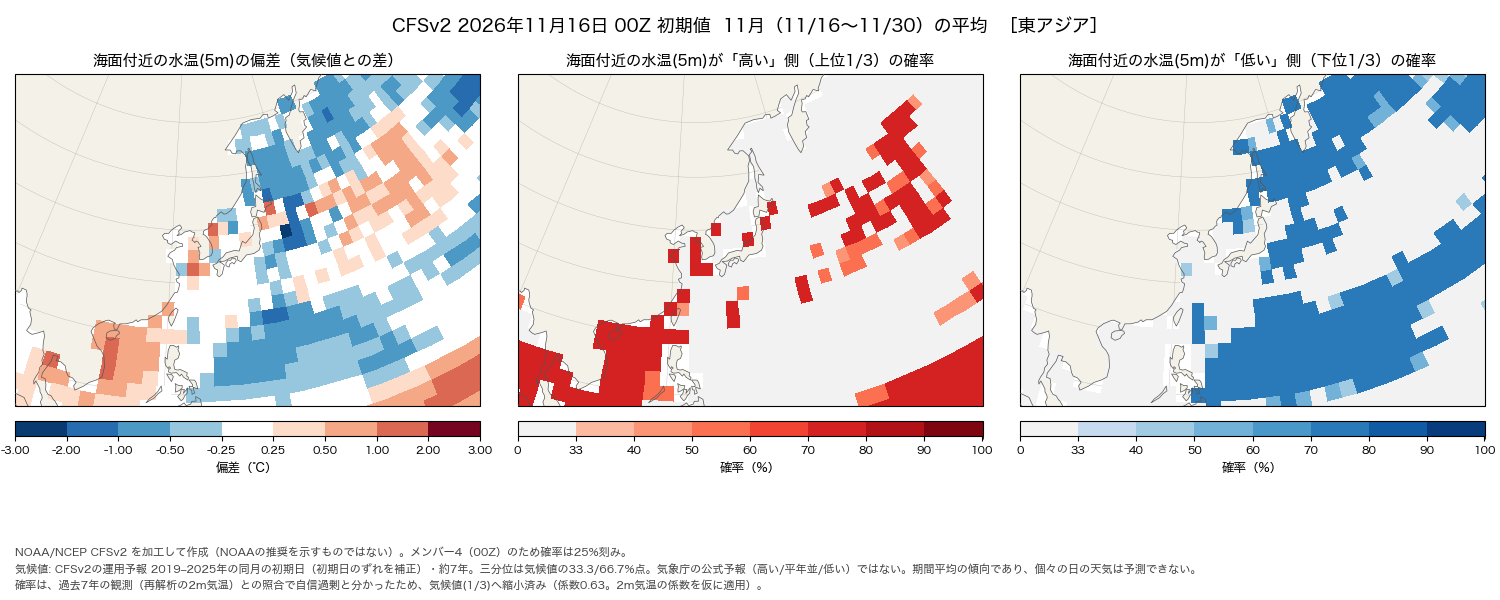 CFSv2 2026年11月16日 00Z 初期値 11月（11/16～11/30）の平均 ［東アジア］
海面付近の水温(5m)の偏差（気候値との差）
海面付近の水温(5m)が「高い」側（上位1/3）の確率
海面付近の水温(5m)が「低い」側（下位1/3）の確率
-3.00 -2.00 -1.00 -0.50 -0.25 0.25 0.50 1.00 2.00 3.00
偏差（℃）
0 33 40 50 60 70 80 90 100
確率（%）
0 33 40 50 60 70 80 90 100
確率（%）
NOAA/NCEP CFSv2 を加工して作成（NOAAの推奨を示すものではない）。メンバー4（00Z）のため確率は25%刻み。
気候値: CFSv2の運用予報 2019–2025年の同月の初期日（初期日のずれを補正）・約7年。三分位は気候値の33.3/66.7%点。気象庁の公式予報（高い/平年並/低い）ではない。期間平均の傾向であり、個々の日の天気は予測できない。
確率は、過去7年の観測（再解析の2m気温）との照合で自信過剰と分かったため、気候値(1/3)へ縮小済み（係数0.63。2m気温の係数を仮に適用）。